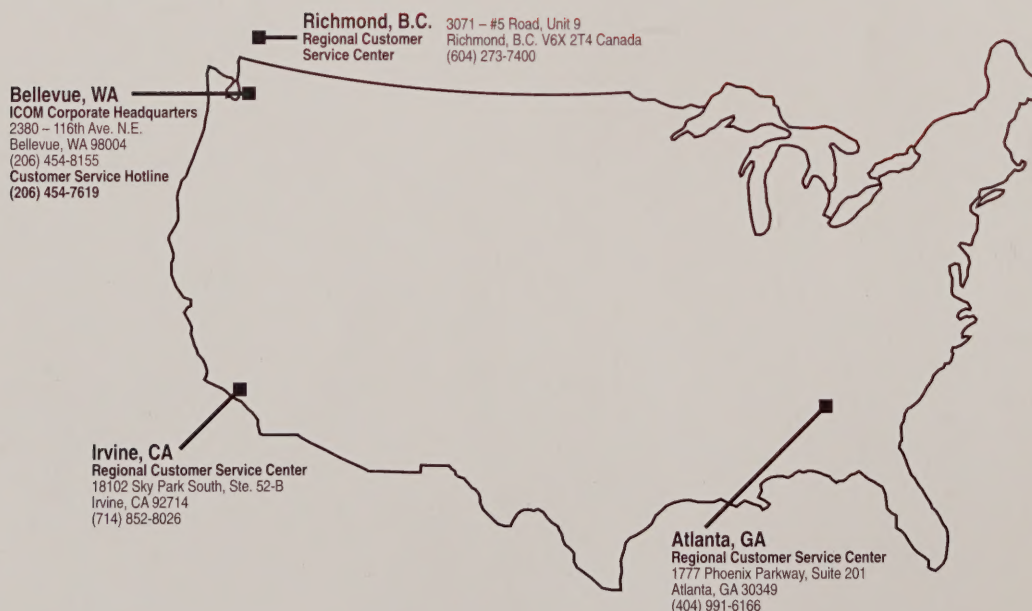 Richmond, B.C.
Regional Customer
Service Center
3071 – #5 Road, Unit 9
Richmond, B.C. V6X 2T4 Canada
(604) 273-7400
Bellevue, WA
ICOM Corporate Headquarters
2380 – 116th Ave. N.E.
Bellevue, WA 98004
(206) 454-8155
Customer Service Hotline
(206) 454-7619
Irvine, CA
Regional Customer Service Center
18102 Sky Park South, Ste. 52-B
Irvine, CA 92714
(714) 852-8026
Atlanta, GA
Regional Customer Service Center
1777 Phoenix Parkway, Suite 201
Atlanta, GA 30349
(404) 991-6166